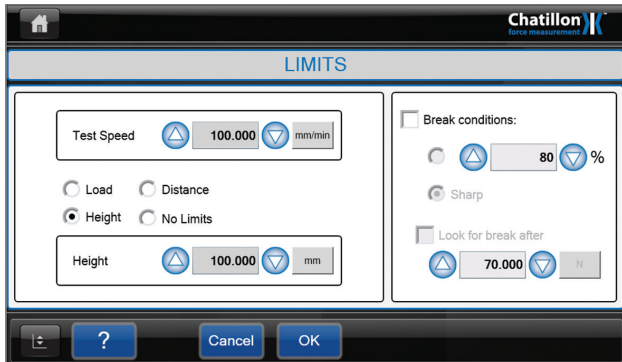 Chatillon
force measurement
LIMITS
Test Speed 100.000 mm/min
Load Distance
Height No Limits
Height 100.000 mm
Break conditions:
80 %
Sharp
Look for break after
70.000 N
? Cancel OK